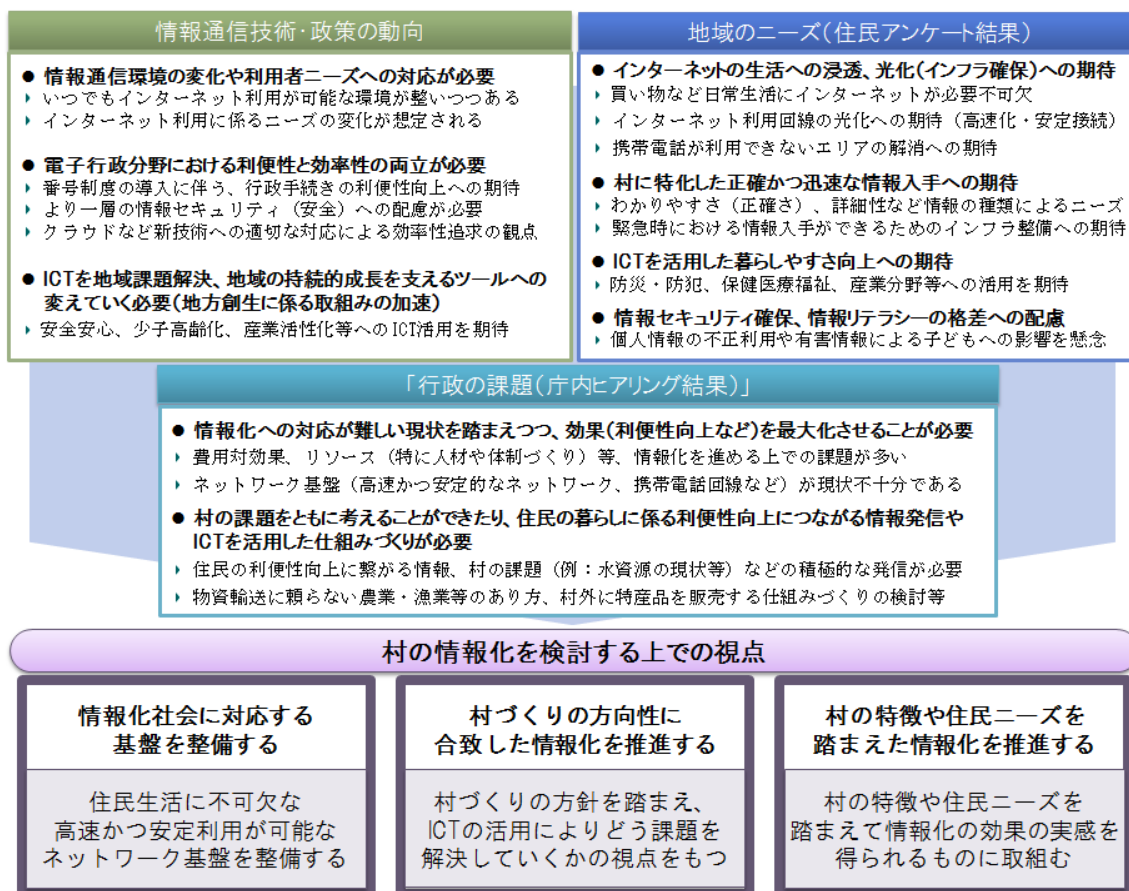 情報通信技術・政策の動向
● 情報通信環境の変化や利用者ニーズへの対応が必要
いつでもインターネット利用が可能な環境が整いつつある
インターネット利用に係るニーズの変化が想定される
● 電子行政分野における利便性と効率性の両立が必要
番号制度の導入に伴う、行政手続きの利便性向上への期待
より一層の情報セキュリティ（安全）への配慮が必要
クラウドなど新技術への適切な対応による効率性追求の観点
● ICTを地域課題解決、地域の持続的成長を支えるツールへの
変えていく必要(地方創生に係る取組みの加速)
安全安心、少子高齢化、産業活性化等へのICT活用を期待
地域のニーズ(住民アンケート結果)
● インターネットの生活への浸透、光化(インフラ確保)への期待
買い物など日常生活にインターネットが必要不可欠
インターネット利用回線の光化への期待（高速化・安定接続）
携帯電話が利用できないエリアの解消への期待
● 村に特化した正確かつ迅速な情報入手への期待
わかりやすさ（正確さ）、詳細性など情報の種類によるニーズ
緊急時における情報入手ができるためのインフラ整備への期待
● ICTを活用した暮らしやすさ向上への期待
防災・防犯、保健医療福祉、産業分野等への活用を期待
● 情報セキュリティ確保、情報リテラシーの格差への配慮
個人情報の不正利用や有害情報による子どもへの影響を懸念
「行政の課題(庁内ヒアリング結果)」
● 情報化への対応が難しい現状を踏まえつつ、効果(利便性向上など)を最大化させることが必要
費用対効果、リソース（特に人材や体制づくり）等、情報化を進める上での課題が多い
ネットワーク基盤（高速かつ安定的なネットワーク、携帯電話回線など）が現状不十分である
● 村の課題をともに考えることができたり、住民の暮らしに係る利便性向上につながる情報発信や
ICTを活用した仕組みづくりが必要
住民の利便性向上に繋がる情報、村の課題（例：水資源の現状等）などの積極的な発信が必要
物資輸送に頼らない農業・漁業等のあり方、村外に特産品を販売する仕組みづくりの検討等
村の情報化を検討する上での視点
情報化社会に対応する
基盤を整備する
住民生活に不可欠な
高速かつ安定利用が可能な
ネットワーク基盤を整備する
村づくりの方向性に
合致した情報化を推進する
村づくりの方針を踏まえ、
ICTの活用によりどう課題を
解決していくかの視点をもつ
村の特徴や住民ニーズを
踏まえた情報化を推進する
村の特徴や住民ニーズを
踏まえて情報化の効果の実感を
得られるものに取組む